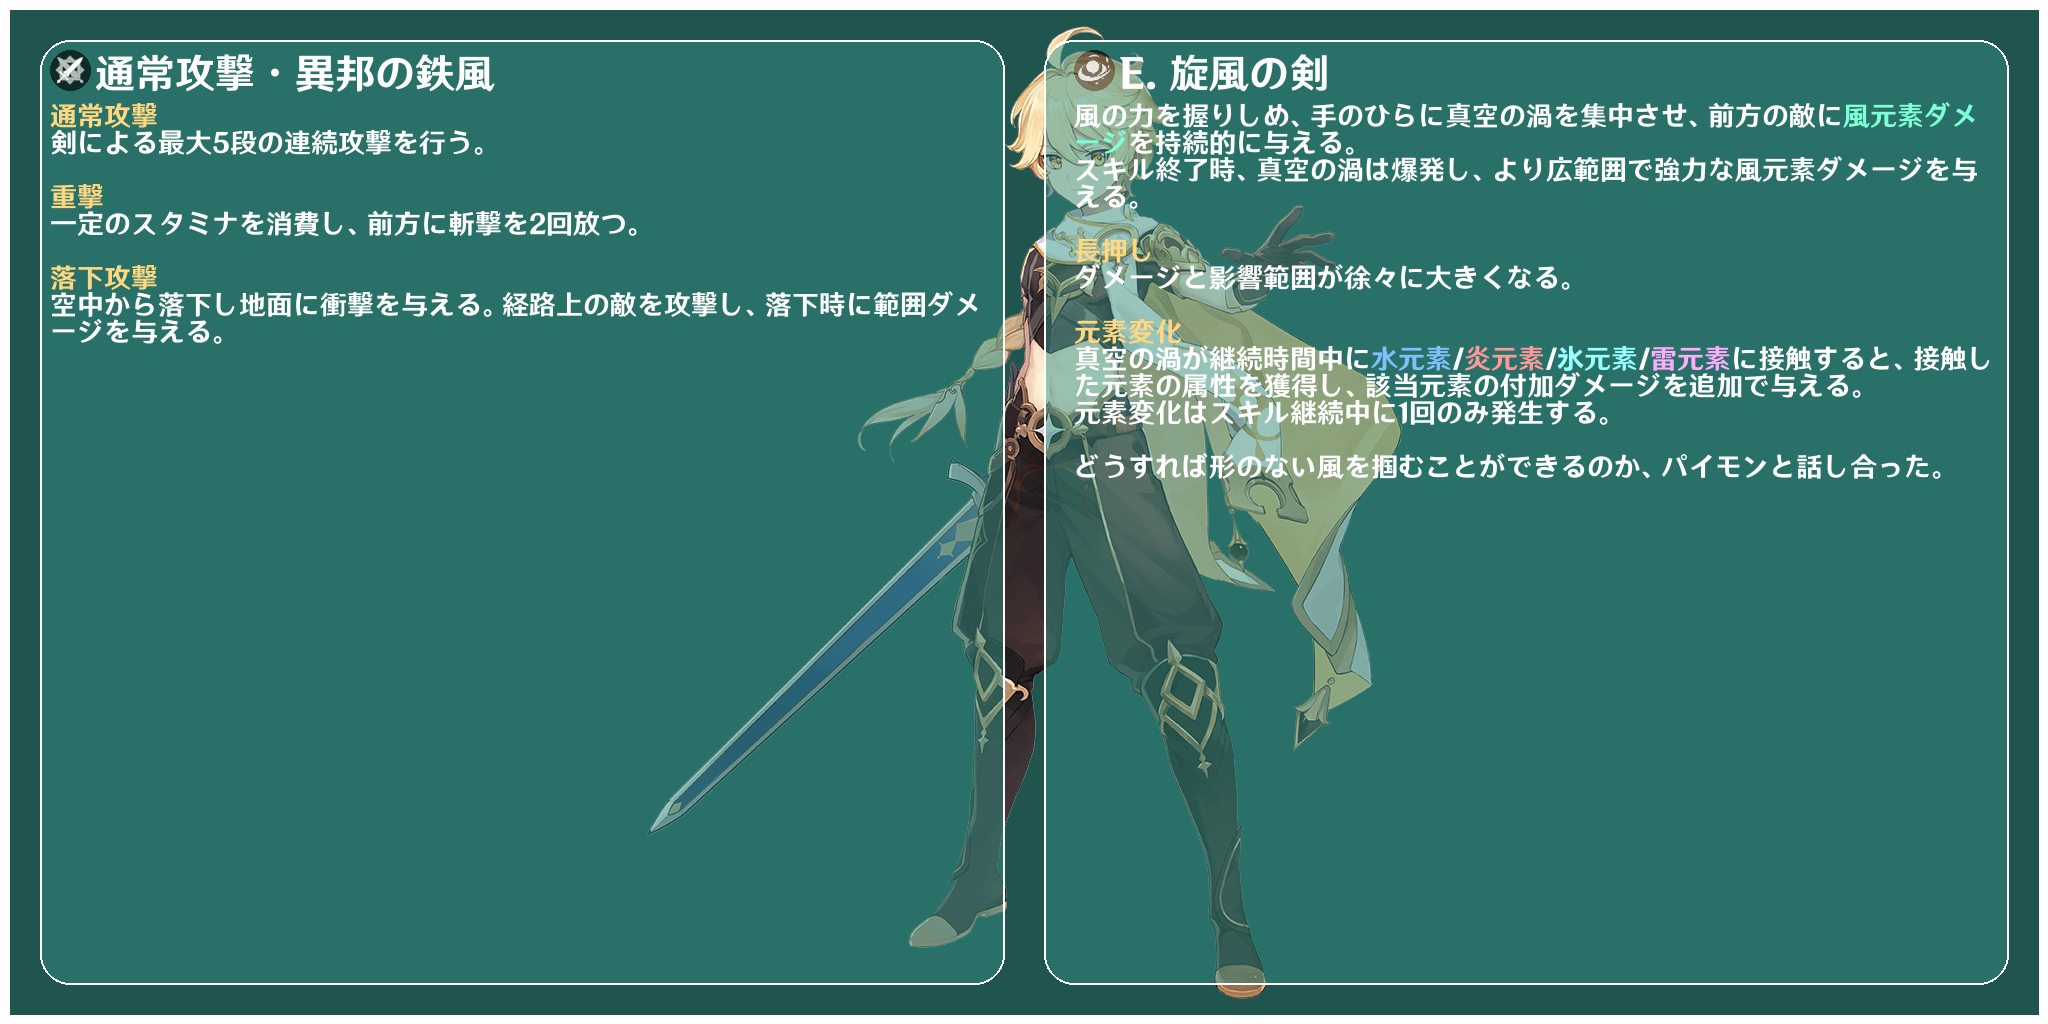 通常攻撃・異邦の鉄風
通常攻撃
剣による最大5段の連続攻撃を行う。
重撃
一定のスタミナを消費し、前方に斬撃を2回放つ。
落下攻撃
空中から落下し地面に衝撃を与える。経路上の敵を攻撃し、落下時に範囲ダメ
ージを与える。
E. 旋風の剣
風の力を握りしめ、手のひらに真空の渦を集中させ、前方の敵に風元素ダメ
ージを持続的に与える。
スキル終了時、真空の渦は爆発し、より広範囲で強力な風元素ダメージを与
える。
長押し
ダメージと影響範囲が徐々に大きくなる。
元素変化
真空の渦が継続時間中に水元素/炎元素/氷元素/雷元素に接触すると、接触し
た元素の属性を獲得し、該当元素の付加ダメージを追加で与える。
元素変化はスキル継続中に1回のみ発生する。
どうすれば形のない風を掴むことができるのか、パイモンと話し合った。